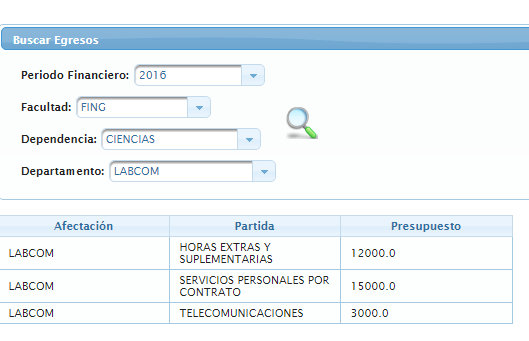 Buscar Egresos
Periodo Financiero: 2016
Facultad: FING
Dependencia: CIENCIAS
Departamento: LABCOM
Afectación Partida Presupuesto
LABCOM HORAS EXTRAS Y SUPLEMENTARIAS 12000.0
LABCOM SERVICIOS PERSONALES POR CONTRATO 15000.0
LABCOM TELECOMUNICACIONES 3000.0